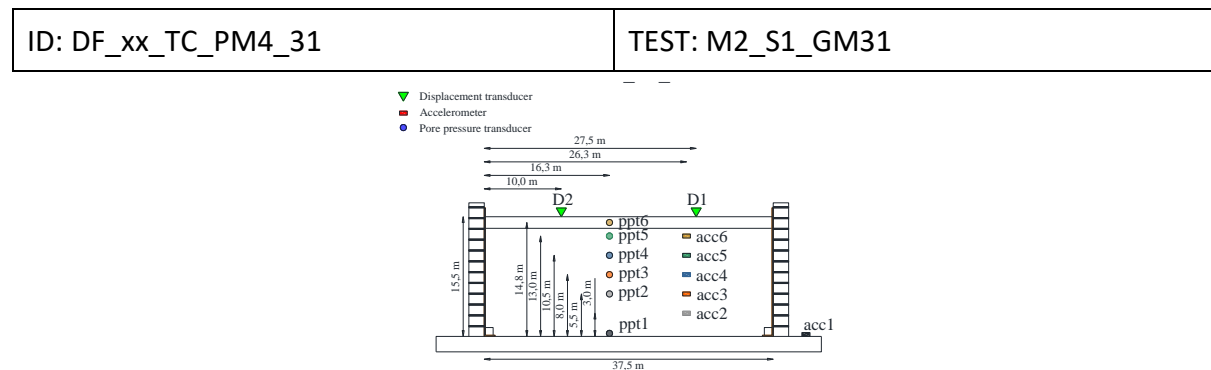 ID: DF_xx_TC_PM4_31
TEST: M2_S1_GM31
Displacement transducer
Accelerometer
Pore pressure transducer
27,5 m
26,3 m
16,3 m
10,0 m
D2
D1
ppt6
ppt5
acc6
ppt4
acc5
ppt3
acc4
ppt2
acc3
acc2
ppt1
acc1
15,5 m
14,8 m
13,0 m
10,5 m
8,0 m
5,5 m
3,0 m
37,5 m